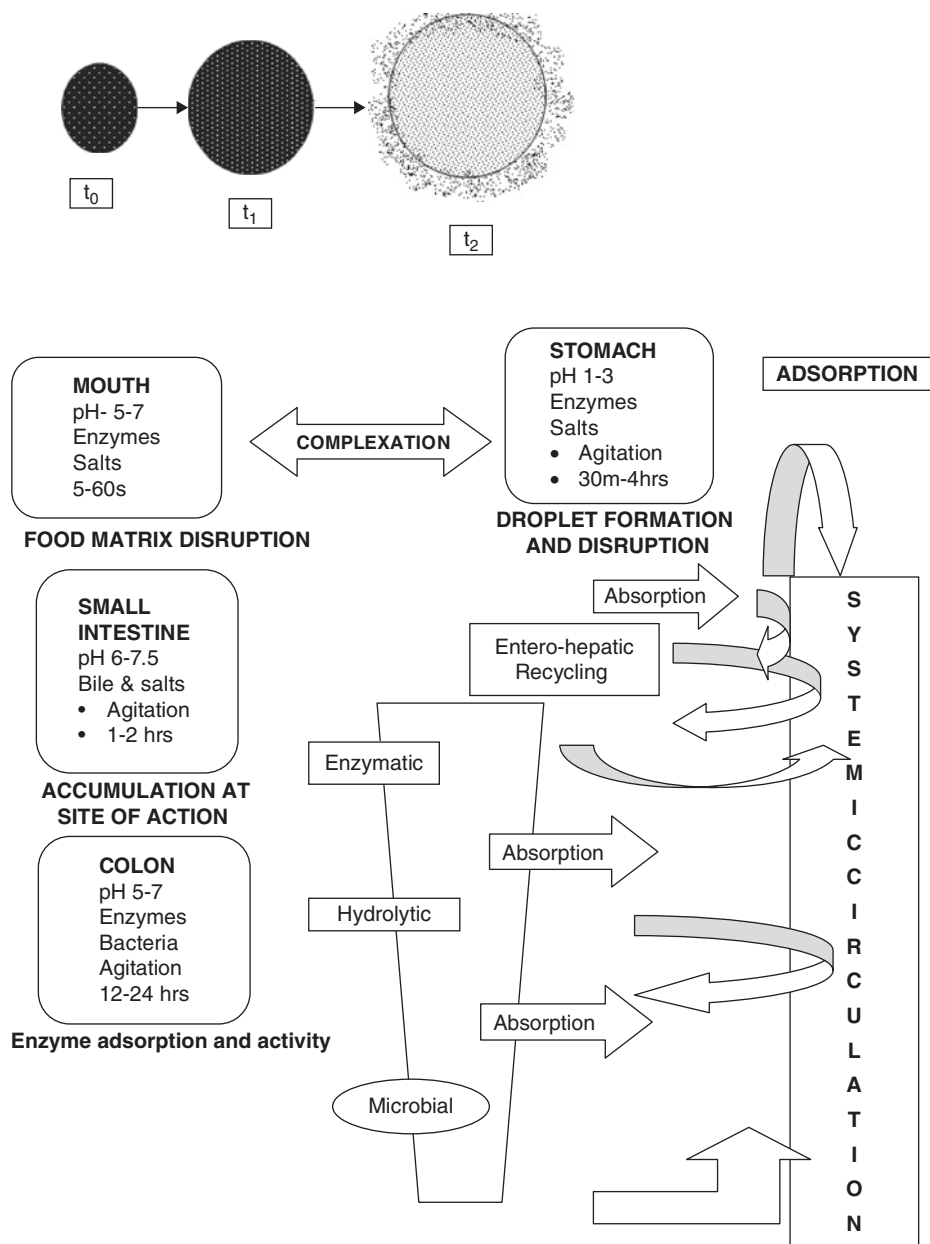 t0
t1
t2
MOUTH
pH- 5-7
Enzymes
Salts
5-60s
FOOD MATRIX DISRUPTION
COMPLEXATION
STOMACH
pH 1-3
Enzymes
Salts
• Agitation
• 30m-4hrs
DROPLET FORMATION
AND DISRUPTION
ADSORPTION
SMALL
INTESTINE
pH 6-7.5
Bile & salts
• Agitation
• 1-2 hrs
ACCUMULATION AT
SITE OF ACTION
COLON
pH 5-7
Enzymes
Bacteria
Agitation
12-24 hrs
Enzyme adsorption and activity
Absorption
Entero-hepatic
Recycling
Enzymatic
Absorption
Hydrolytic
Absorption
Microbial
SYSTEMIC CIRCULATION